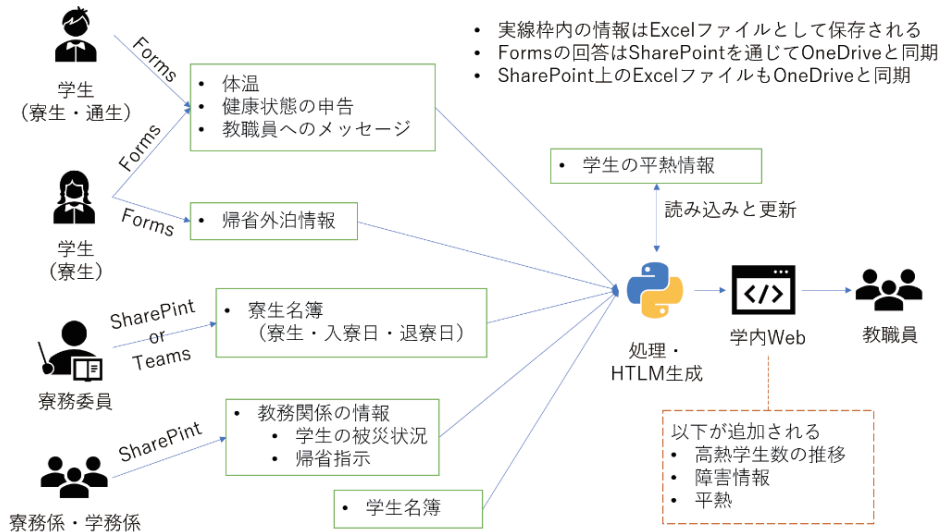 • 実線枠内の情報はExcelファイルとして保存される
• Formsの回答はSharePointを通じてOneDriveと同期
• SharePoint上のExcelファイルもOneDriveと同期
学生
（寮生・通生）
Forms
Forms
• 体温
• 健康状態の申告
• 教職員へのメッセージ
学生
（寮生）
Forms
• 帰省外泊情報
• 学生の平熱情報
読み込みと更新
寮務委員
SharePint
or
Teams
• 寮生名簿
（寮生・入寮日・退寮日）
処理・
HTLM生成
学内Web
教職員
寮務係・学務係
SharePint
• 教務関係の情報
• 学生の被災状況
• 帰省指示
• 学生名簿
以下が追加される
• 高熱学生数の推移
• 障害情報
• 平熱